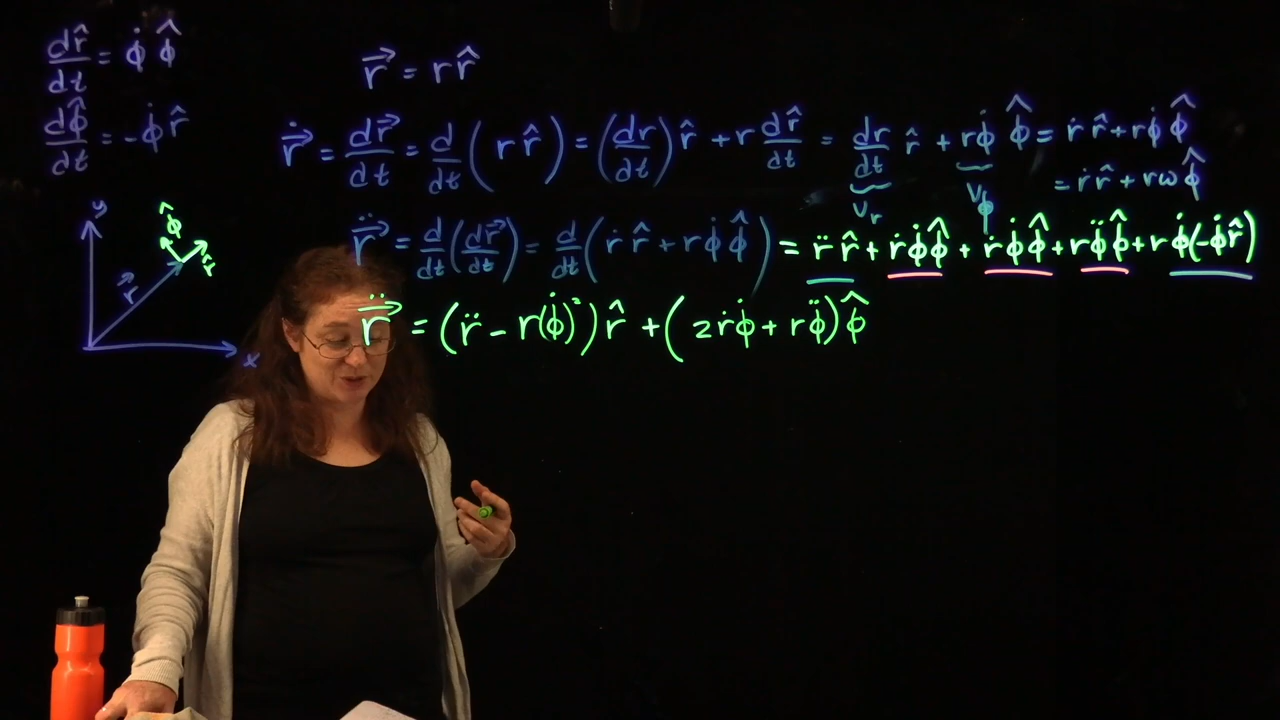 dr̂/dt = φ̇ φ̂
dφ̂/dt = -φ̇ r̂
y
φ̂
r̂
r⃗
x
r⃗ = r r̂
ṙ⃗ = dr⃗/dt = d/dt (r r̂) = (dr/dt) r̂ + r dr̂/dt = dr/dt r̂ + rφ̇ φ̂ = ṙ r̂ + rφ̇ φ̂
v_r v_φ = ṙ r̂ + rω φ̂
r̈⃗ = d/dt (dr⃗/dt) = d/dt (ṙ r̂ + rφ̇ φ̂) = r̈ r̂ + ṙφ̇φ̂ + ṙφ̇φ̂ + rφ̈φ̂ + rφ̇(-φ̇r̂)
r̈⃗ = (r̈ - r(φ̇)²) r̂ + (2ṙφ̇ + rφ̈) φ̂